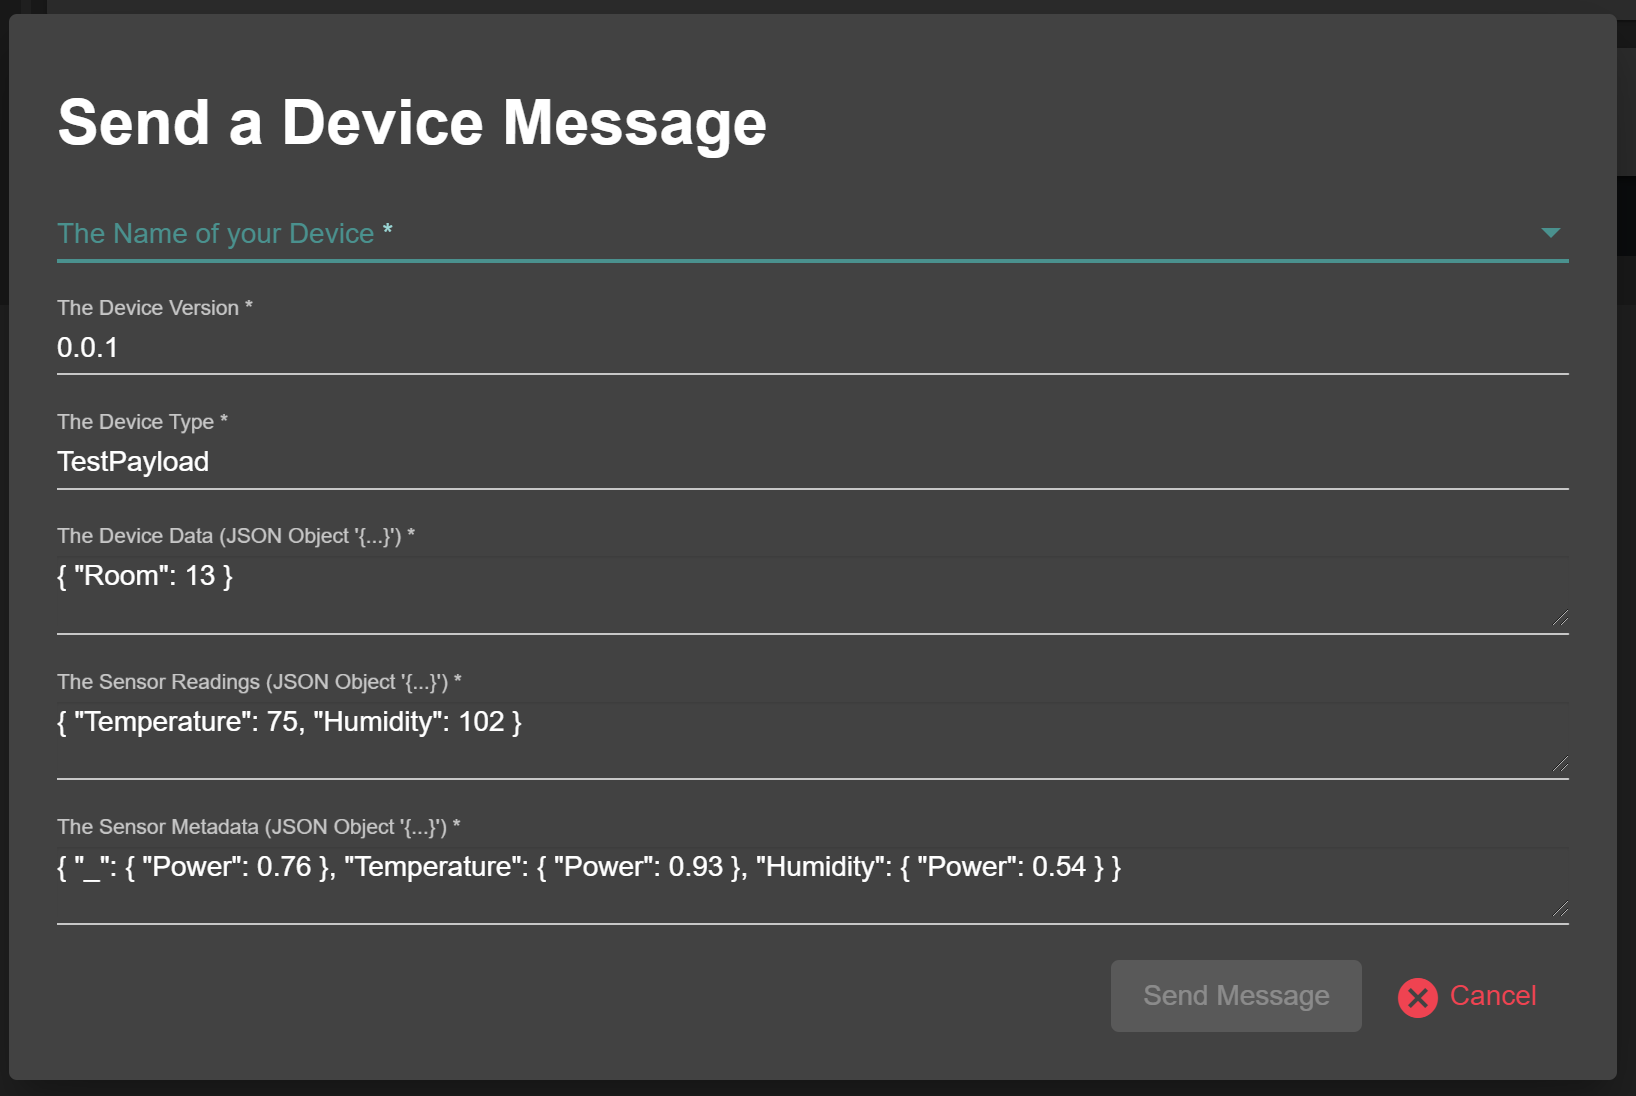 Send a Device Message
The Name of your Device *
The Device Version *
0.0.1
The Device Type *
TestPayload
The Device Data (JSON Object '{...}') *
{ "Room": 13 }
The Sensor Readings (JSON Object '{...}') *
{ "Temperature": 75, "Humidity": 102 }
The Sensor Metadata (JSON Object '{...}') *
{ "_": { "Power": 0.76 }, "Temperature": { "Power": 0.93 }, "Humidity": { "Power": 0.54 } }
Send Message
Cancel